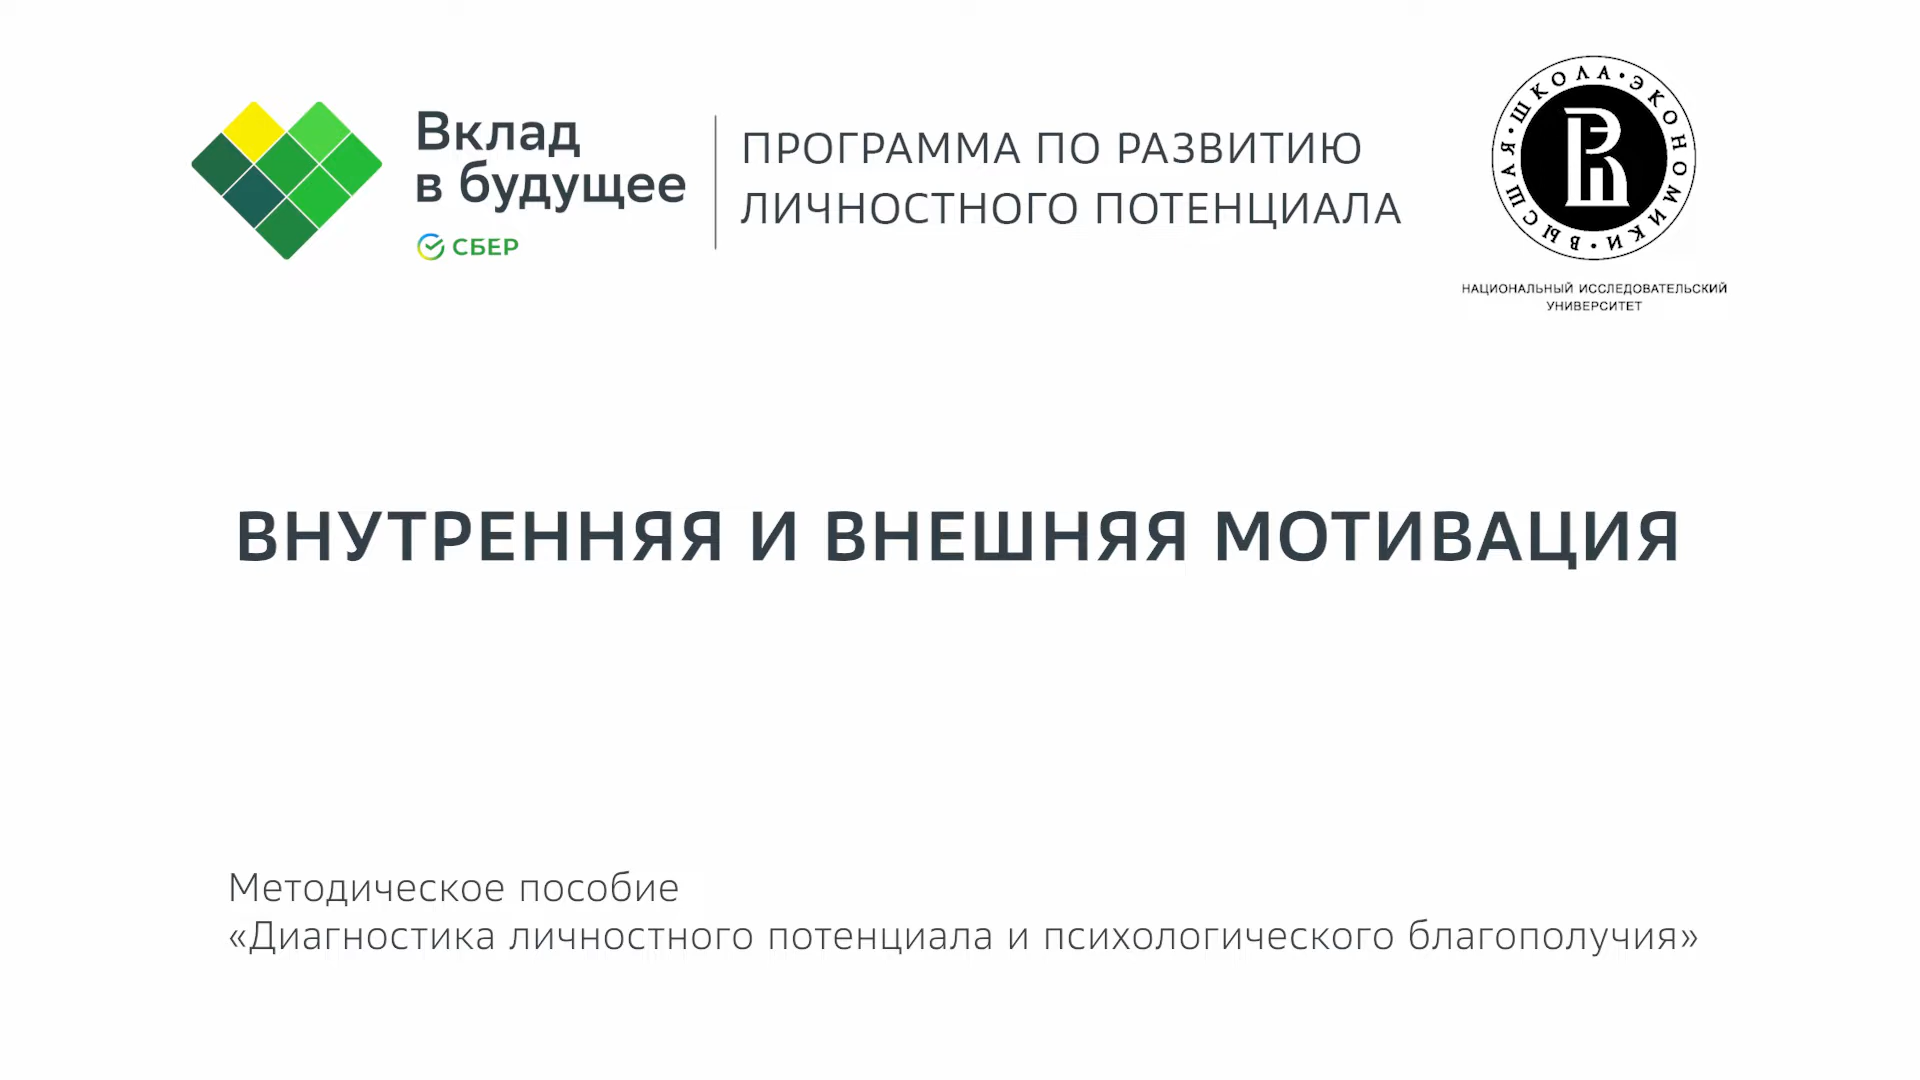 Вклад
в будущее
СБЕР
ПРОГРАММА ПО РАЗВИТИЮ
ЛИЧНОСТНОГО ПОТЕНЦИАЛА
ВЫСШАЯ • ШКОЛА • ЭКОНОМИКИ •
НАЦИОНАЛЬНЫЙ ИССЛЕДОВАТЕЛЬСКИЙ
УНИВЕРСИТЕТ
ВНУТРЕННЯЯ И ВНЕШНЯЯ МОТИВАЦИЯ
Методическое пособие
«Диагностика личностного потенциала и психологического благополучия»